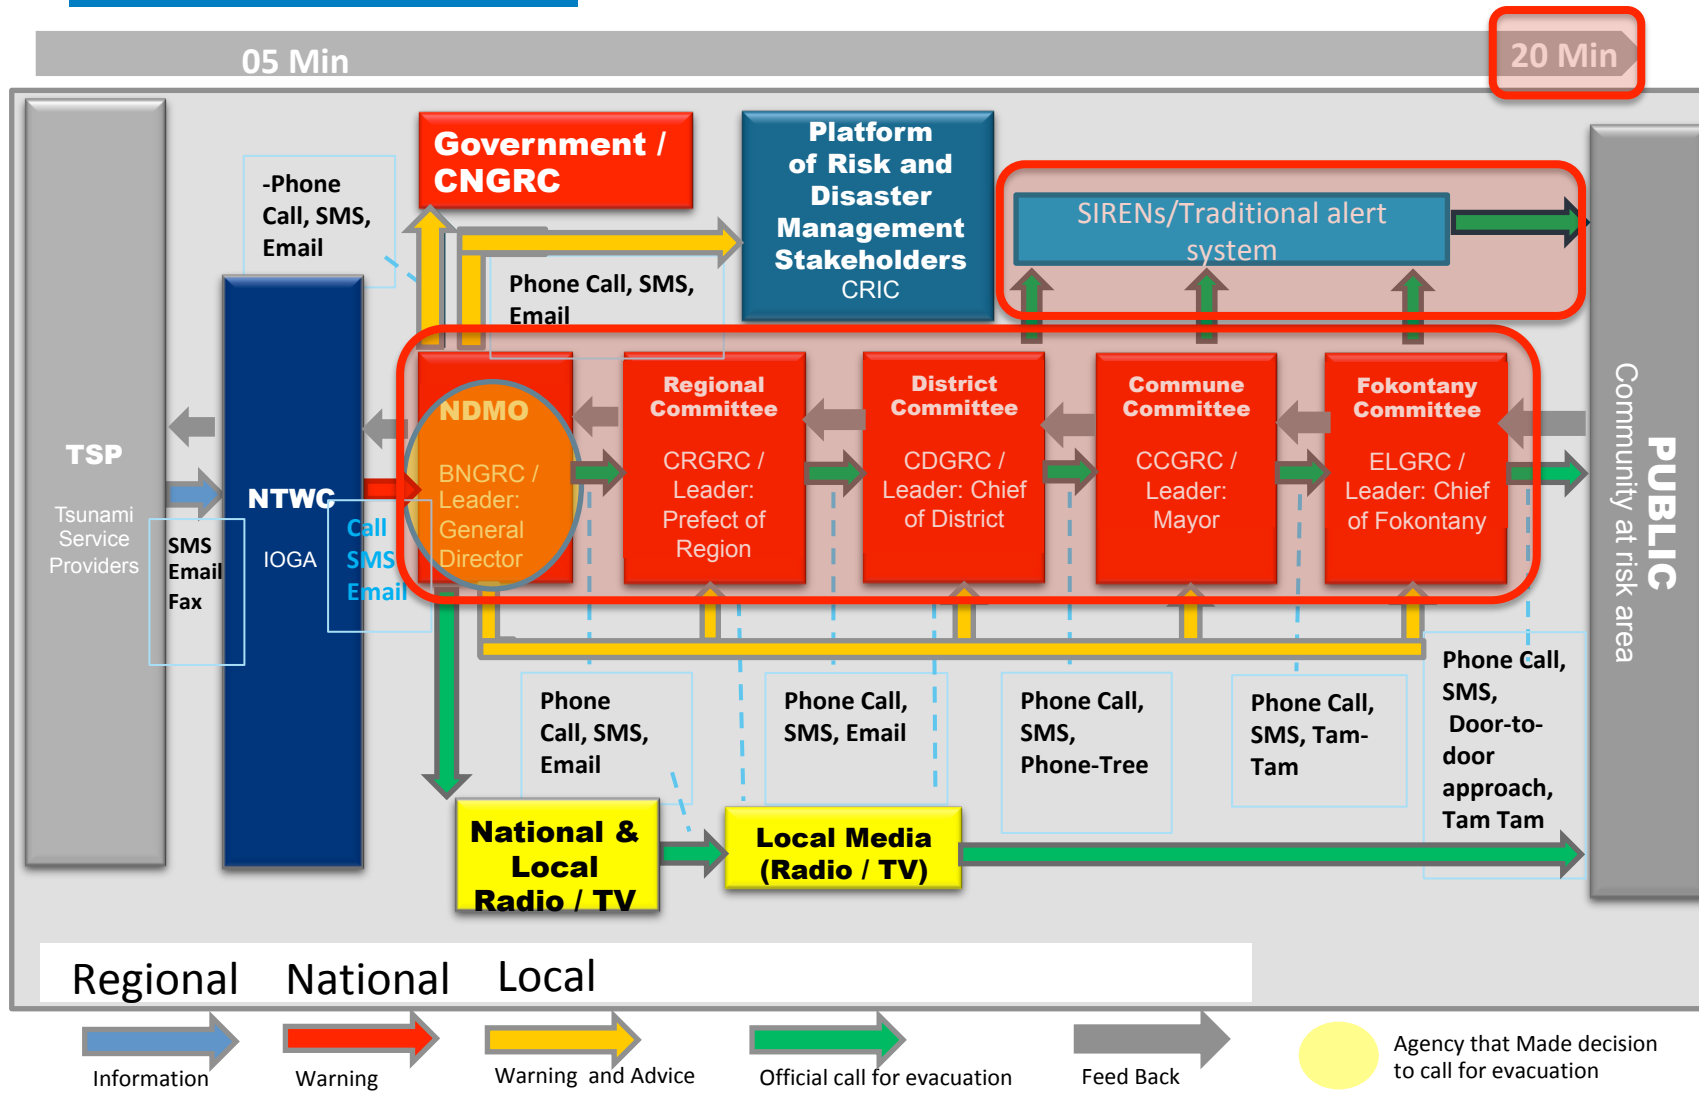 05 Min
20 Min
TSP
Tsunami
Service
Providers
SMS
Email
Fax
NTWC
IOGA
-Phone
Call, SMS,
Email
Call
SMS
Email
Government /
CNGRC
Phone Call, SMS,
Email
Platform
of Risk and
Disaster
Management
Stakeholders
CRIC
SIRENs/Traditional alert
system
NDMO
BNGRC /
Leader:
General
Director
Regional
Committee
CRGRC /
Leader:
Prefect of
Region
District
Committee
CDGRC /
Leader: Chief
of District
Commune
Committee
CCGRC /
Leader:
Mayor
Fokontany
Committee
ELGRC /
Leader: Chief
of Fokontany
PUBLIC
Community at risk area
Phone
Call, SMS,
Email
Phone Call,
SMS, Email
Phone Call,
SMS,
Phone-Tree
Phone Call,
SMS, Tam-
Tam
Phone Call,
SMS,
Door-to-
door
approach,
Tam Tam
National &
Local
Radio / TV
Local Media
(Radio / TV)
Regional National Local
Information
Warning
Warning and Advice
Official call for evacuation
Feed Back
Agency that Made decision
to call for evacuation